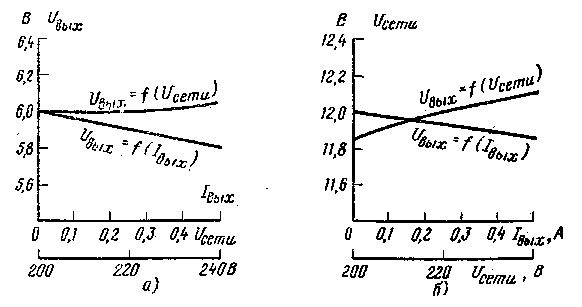 В Uвых
6,4
6,2
6,0
5,8
5,6
Uвых=f(Uсети)
Uвых=f(Iвых)
Iвых
0 0,1 0,2 0,3 0,4 Uсети
200 220 240 В
а)
В Uсети
12,4
12,2
12,0
11,8
11,6
Uвых=f(Uсети)
Uвых=f(Iвых)
0 0,1 0,2 0,3 0,4 Iвых, А
200 220 Uсети, В
б)